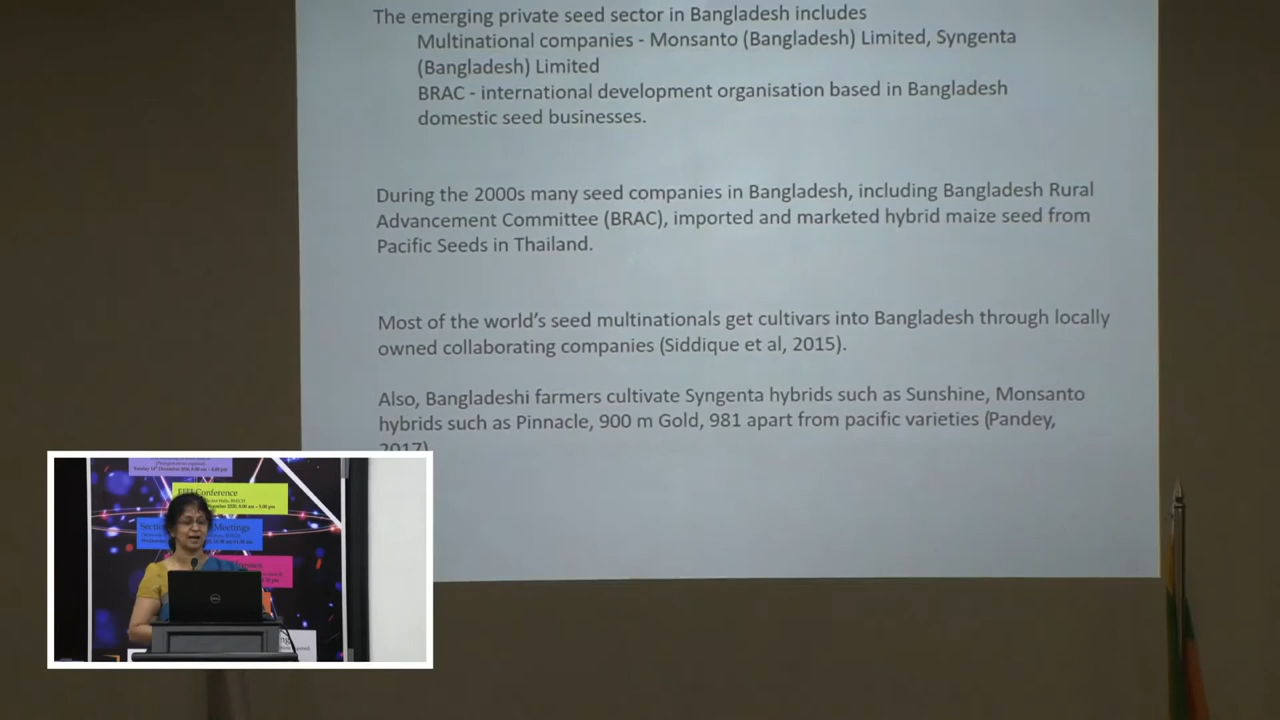 The emerging private seed sector in Bangladesh includes
Multinational companies - Monsanto (Bangladesh) Limited, Syngenta
(Bangladesh) Limited
BRAC - international development organisation based in Bangladesh
domestic seed businesses.
During the 2000s many seed companies in Bangladesh, including Bangladesh Rural
Advancement Committee (BRAC), imported and marketed hybrid maize seed from
Pacific Seeds in Thailand.
Most of the world's seed multinationals get cultivars into Bangladesh through locally
owned collaborating companies (Siddique et al, 2015).
Also, Bangladeshi farmers cultivate Syngenta hybrids such as Sunshine, Monsanto
hybrids such as Pinnacle, 900 m Gold, 981 apart from pacific varieties (Pandey,
2017)
Conference
Meetings
DELL